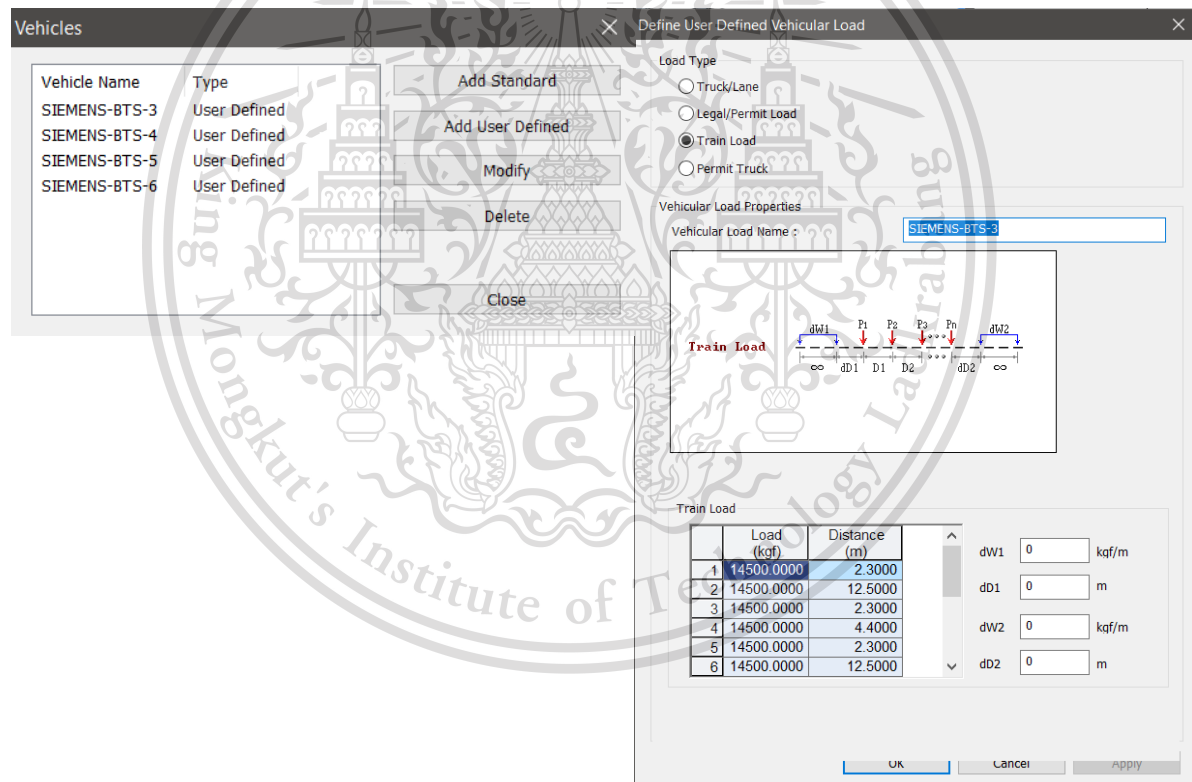 Vehicles
Vehicle Name Type
SIEMENS-BTS-3 User Defined
SIEMENS-BTS-4 User Defined
SIEMENS-BTS-5 User Defined
SIEMENS-BTS-6 User Defined
Add Standard
Add User Defined
Modify
Delete
Close
Define User Defined Vehicular Load
Load Type
Truck/Lane
Legal/Permit Load
Train Load
Permit Truck
Vehicular Load Properties
Vehicular Load Name : SIEMENS-BTS-3
Train Load
dW1 P1 P2 P3 Pn dW2
∞ dD1 D1 D2 dD2 ∞
Train Load
Load (kgf) Distance (m)
1 14500.0000 2.3000
2 14500.0000 12.5000
3 14500.0000 2.3000
4 14500.0000 4.4000
5 14500.0000 2.3000
6 14500.0000 12.5000
dW1 0 kgf/m
dD1 0 m
dW2 0 kgf/m
dD2 0 m
OK Cancel Apply
King Mongkut's Institute of Technology Ladkrabang